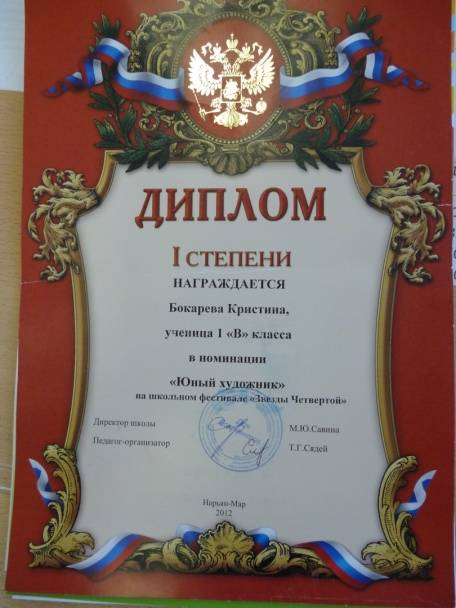 ДИПЛОМ
I СТЕПЕНИ
НАГРАЖДАЕТСЯ
Бокарева Кристина,
ученица 1 «В» класса
в номинации
«Юный художник»
на школьном фестивале «Звезды Четвертой»
Директор школы М.Ю.Савина
Педагог-организатор Т.Г.Сядей
Нарьян-Мар
2012